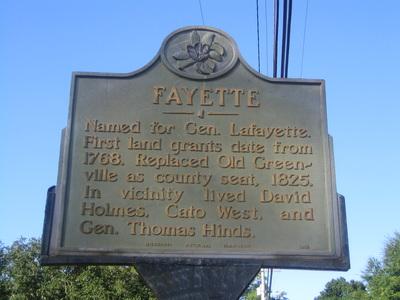 FAYETTE
Named for Gen. Lafayette.
First land grants date from
1768. Replaced Old Green-
ville as county seat, 1825.
In vicinity lived David
Holmes, Cato West, and
Gen. Thomas Hinds.